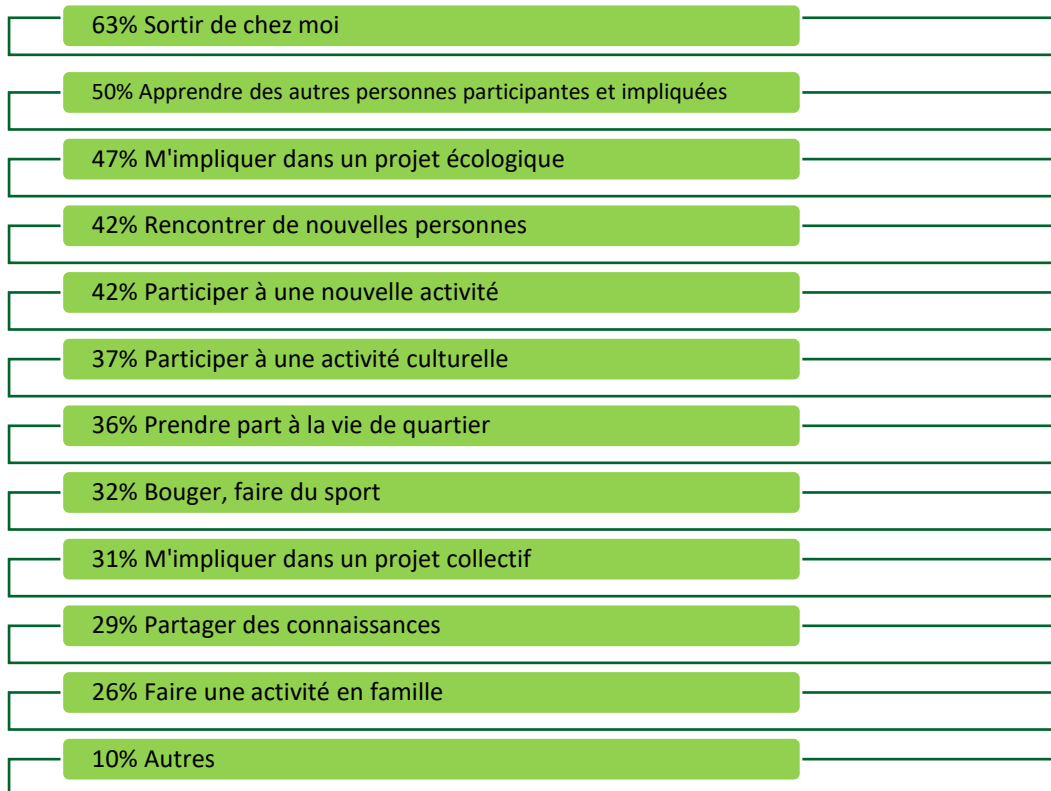 63% Sortir de chez moi
50% Apprendre des autres personnes participantes et impliquées
47% M'impliquer dans un projet écologique
42% Rencontrer de nouvelles personnes
42% Participer à une nouvelle activité
37% Participer à une activité culturelle
36% Prendre part à la vie de quartier
32% Bouger, faire du sport
31% M'impliquer dans un projet collectif
29% Partager des connaissances
26% Faire une activité en famille
10% Autres